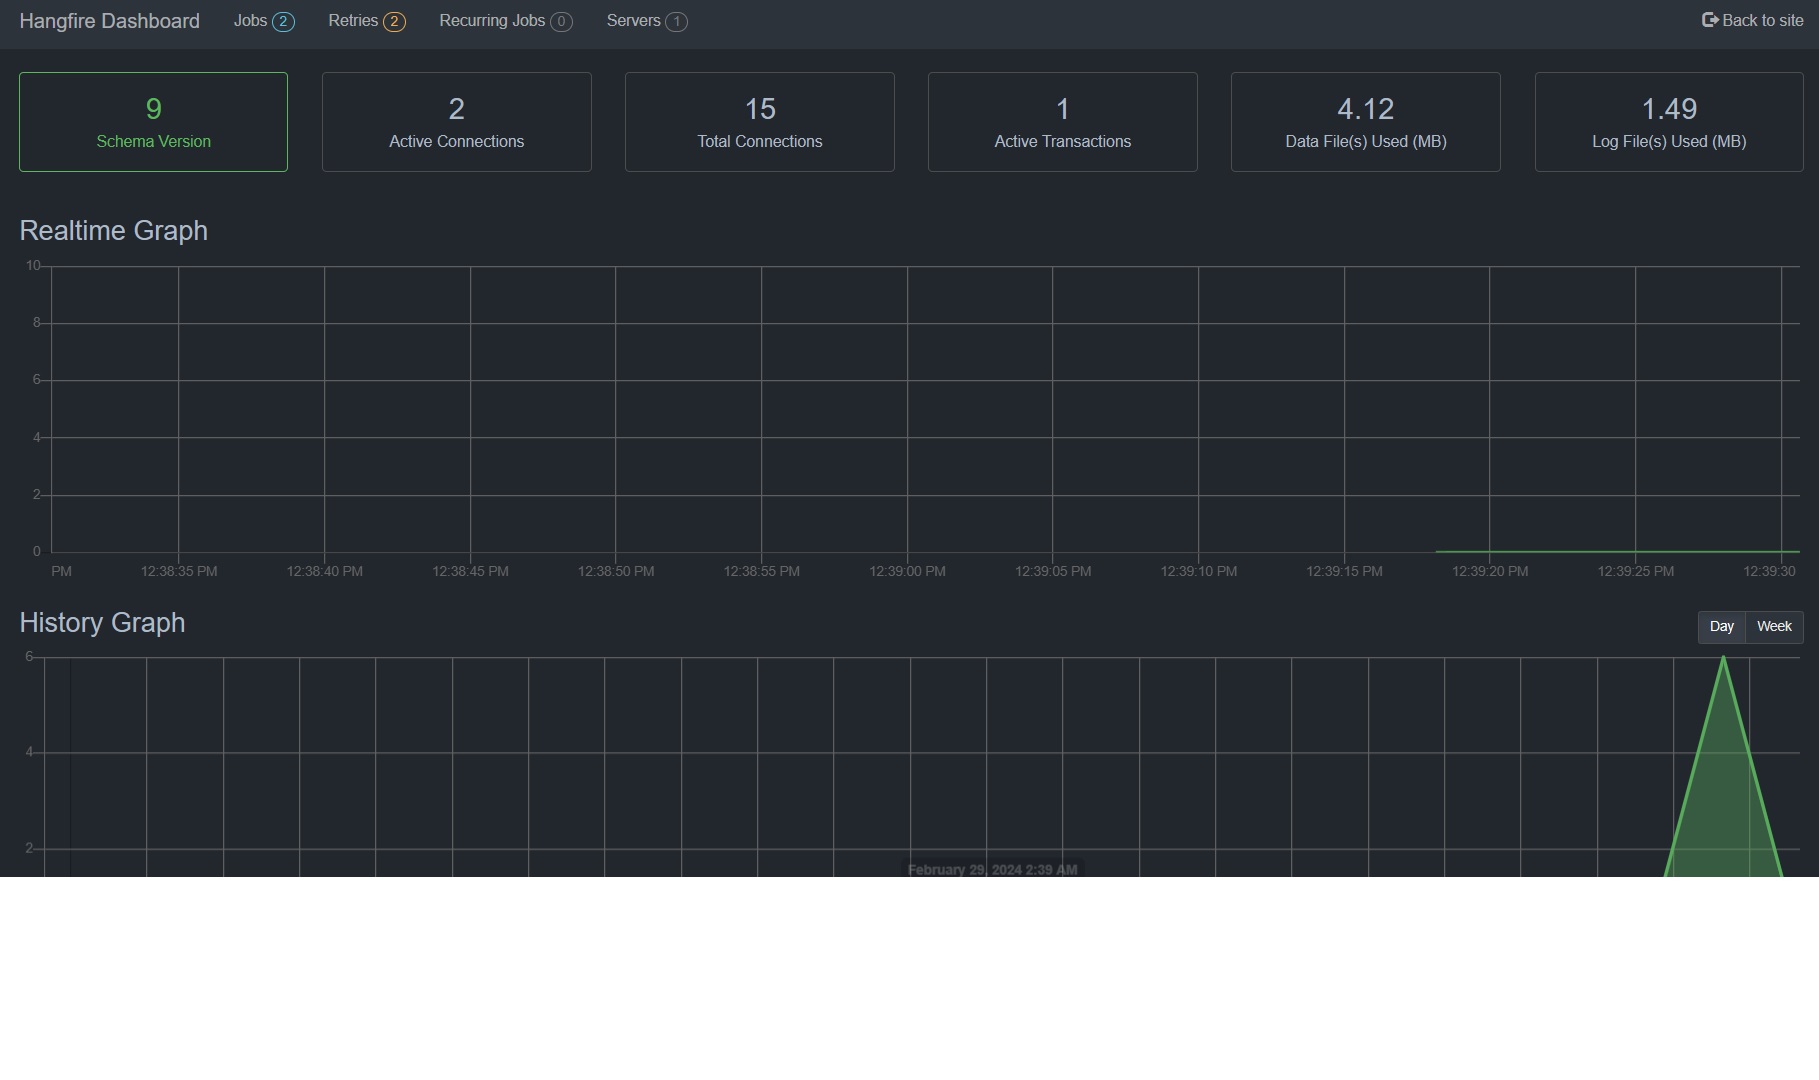 Hangfire Dashboard Jobs 2 Retries 2 Recurring Jobs 0 Servers 1 Back to site
9 2 15 1 4.12 1.49
Schema Version Active Connections Total Connections Active Transactions Data File(s) Used (MB) Log File(s) Used (MB)
Realtime Graph
10
8
6
4
2
0
PM 12:38:35 PM 12:38:40 PM 12:38:45 PM 12:38:50 PM 12:38:55 PM 12:39:00 PM 12:39:05 PM 12:39:10 PM 12:39:15 PM 12:39:20 PM 12:39:25 PM 12:39:30
History Graph Day Week
6
4
2
February 29, 2024 2:39 AM